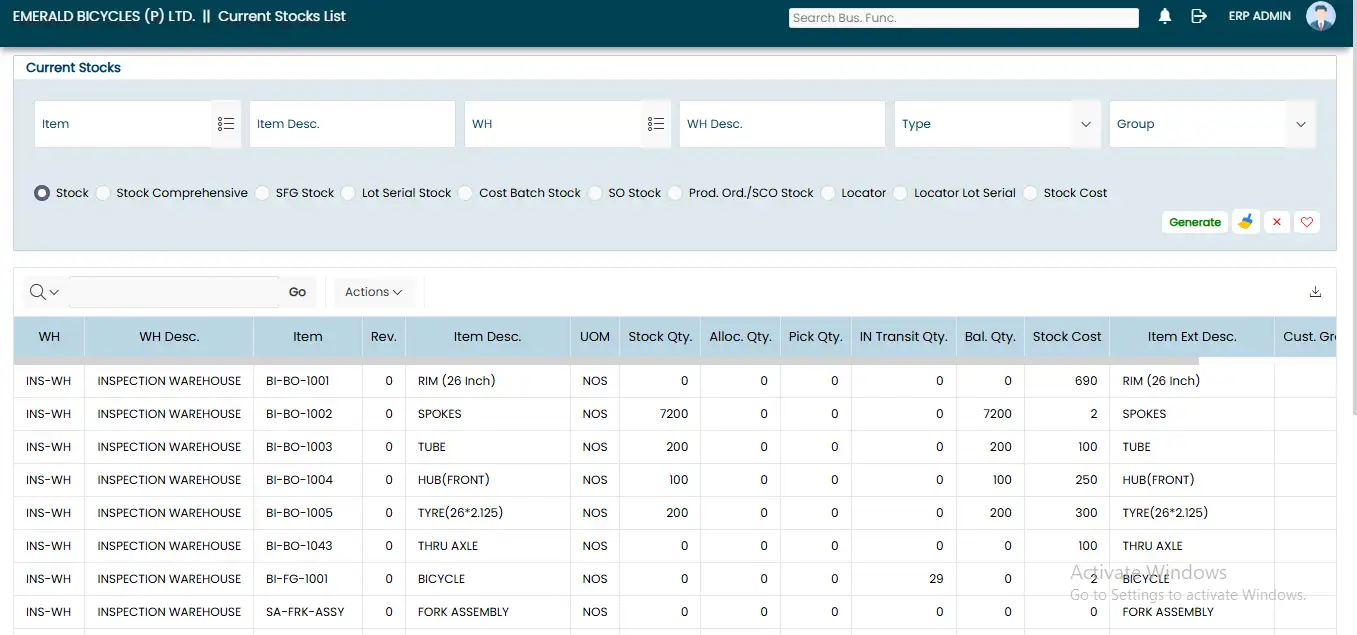 EMERALD BICYCLES (P) LTD. || Current Stocks List Search Bus. Func. ERP ADMIN
Current Stocks
Item Item Desc. WH WH Desc. Type Group
Stock Stock Comprehensive SFG Stock Lot Serial Stock Cost Batch Stock SO Stock Prod. Ord./SCO Stock Locator Locator Lot Serial Stock Cost
Generate
Go Actions
WH WH Desc. Item Rev. Item Desc. UOM Stock Qty. Alloc. Qty. Pick Qty. IN Transit Qty. Bal. Qty. Stock Cost Item Ext Desc. Cust. Gr
INS-WH INSPECTION WAREHOUSE BI-BO-1001 0 RIM (26 Inch) NOS 0 0 0 0 0 690 RIM (26 Inch)
INS-WH INSPECTION WAREHOUSE BI-BO-1002 0 SPOKES NOS 7200 0 0 0 7200 2 SPOKES
INS-WH INSPECTION WAREHOUSE BI-BO-1003 0 TUBE NOS 200 0 0 0 200 100 TUBE
INS-WH INSPECTION WAREHOUSE BI-BO-1004 0 HUB(FRONT) NOS 100 0 0 0 100 250 HUB(FRONT)
INS-WH INSPECTION WAREHOUSE BI-BO-1005 0 TYRE(26*2.125) NOS 200 0 0 0 200 300 TYRE(26*2.125)
INS-WH INSPECTION WAREHOUSE BI-BO-1043 0 THRU AXLE NOS 0 0 0 0 0 100 THRU AXLE
INS-WH INSPECTION WAREHOUSE BI-FG-1001 0 BICYCLE NOS 0 0 0 29 0 2 BICYCLE
Activate Windows
Go to Settings to activate Windows.
INS-WH INSPECTION WAREHOUSE SA-FRK-ASSY 0 FORK ASSEMBLY NOS 0 0 0 0 0 0 FORK ASSEMBLY